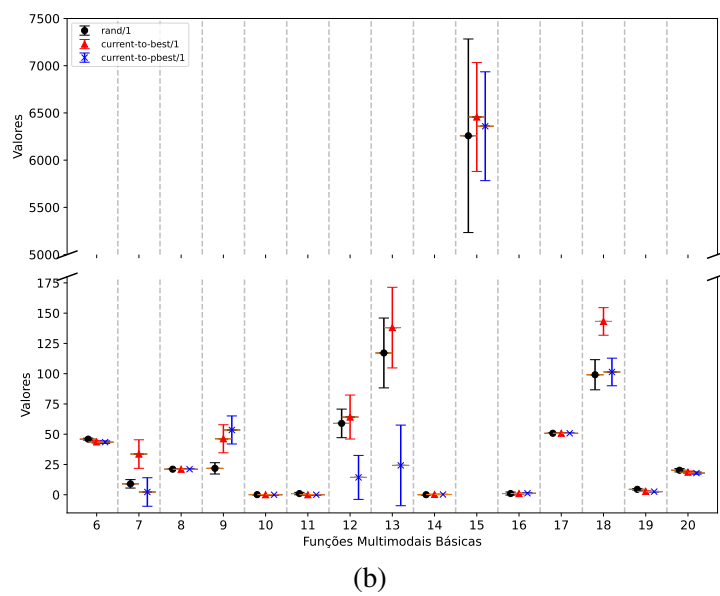 7500
7000
6500
6000
5500
5000
Valores
rand/1
current-to-best/1
current-to-pbest/1
175
150
125
100
75
50
25
0
Valores
6 7 8 9 10 11 12 13 14 15 16 17 18 19 20
Funções Multimodais Básicas
(b)